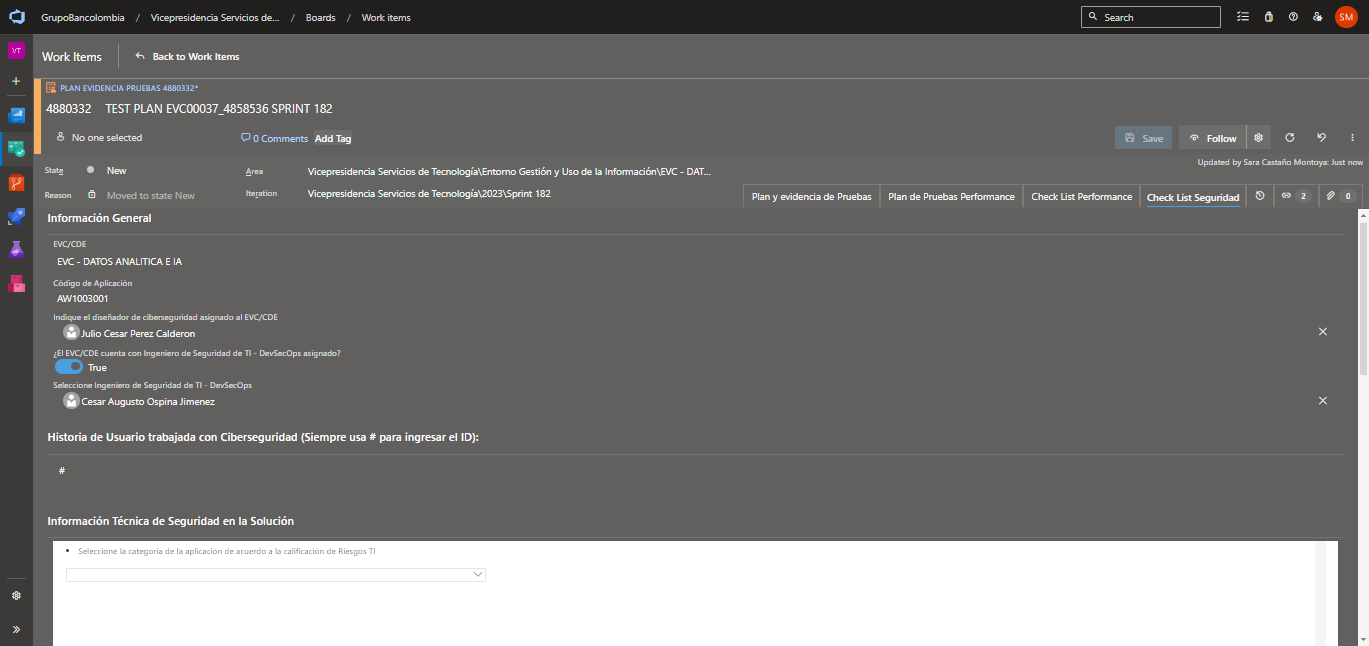 GrupoBancolombia / Vicepresidencia Servicios de... / Boards / Work items
Search
SM
VT
Work Items
Back to Work Items
PLAN EVIDENCIA PRUEBAS 4880332*
4880332 TEST PLAN EVC00037_4858536 SPRINT 182
No one selected
0 Comments
Add Tag
Save
Follow
Updated by Sara Castaño Montoya: Just now
State New
Area Vicepresidencia Servicios de Tecnología\Entorno Gestión y Uso de la Información\EVC - DAT...
Reason Moved to state New
Iteration Vicepresidencia Servicios de Tecnología\2023\Sprint 182
Plan y evidencia de Pruebas
Plan de Pruebas Performance
Check List Performance
Check List Seguridad
2
0
Información General
EVC/CDE
EVC - DATOS ANALITICA E IA
Código de Aplicación
AW1003001
Indique el diseñador de ciberseguridad asignado al EVC/CDE
Julio Cesar Perez Calderon
¿El EVC/CDE cuenta con Ingeniero de Seguridad de TI - DevSecOps asignado?
True
Seleccione Ingeniero de Seguridad de TI - DevSecOps
Cesar Augusto Ospina Jimenez
Historia de Usuario trabajada con Ciberseguridad (Siempre usa # para ingresar el ID):
#
Información Técnica de Seguridad en la Solución
• Seleccione la categoria de la aplicación de acuerdo a la calificación de Riesgos TI